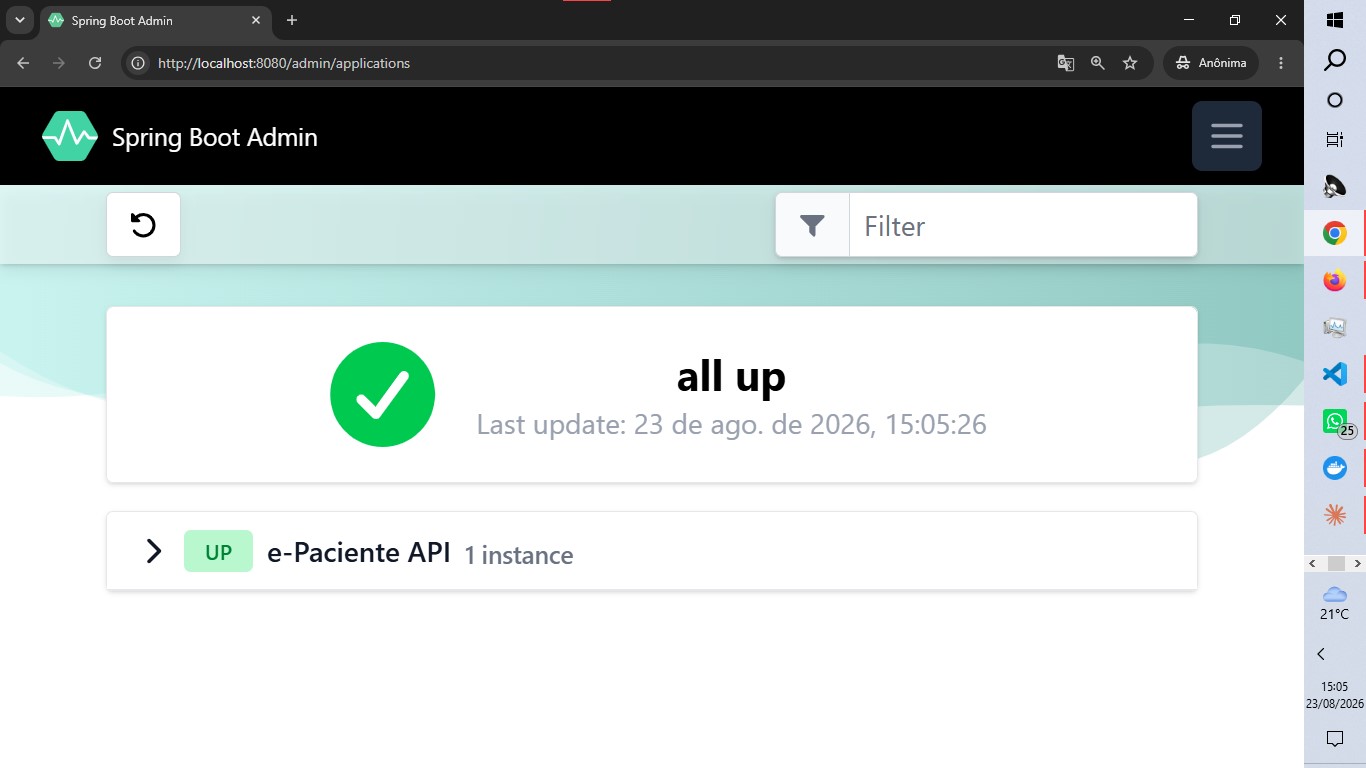 Spring Boot Admin
http://localhost:8080/admin/applications
Anônima
Spring Boot Admin
Filter
all up
Last update: 23 de ago. de 2026, 15:05:26
UP e-Paciente API 1 instance
25
21°C
15:05
23/08/2026